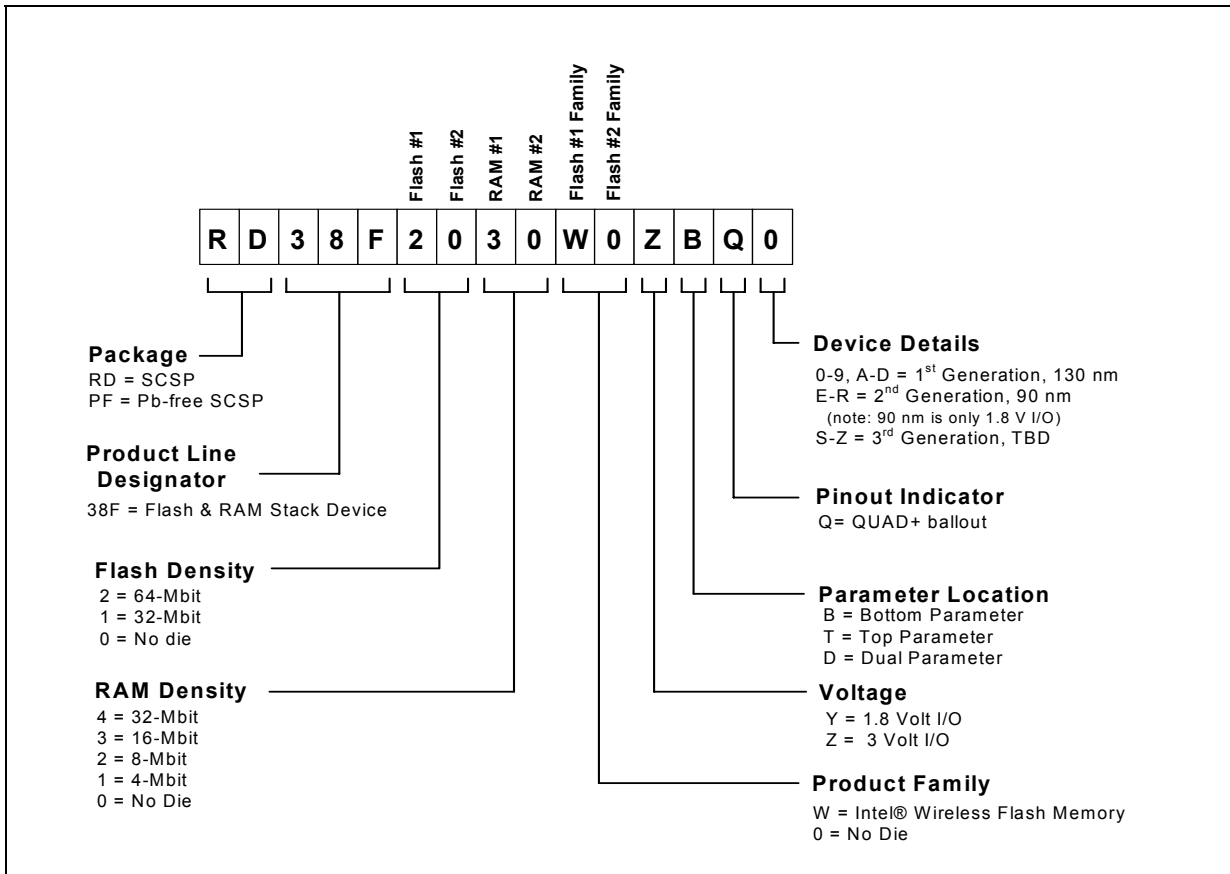 Flash #1
Flash #2
RAM #1
RAM #2
Flash #1 Family
Flash #2 Family
R D 3 8 F 2 0 3 0 W 0 Z B Q 0
Package
RD = SCSP
PF = Pb-free SCSP
Product Line
Designator
38F = Flash & RAM Stack Device
Flash Density
2 = 64-Mbit
1 = 32-Mbit
0 = No die
RAM Density
4 = 32-Mbit
3 = 16-Mbit
2 = 8-Mbit
1 = 4-Mbit
0 = No Die
Device Details
0-9, A-D = 1st Generation, 130 nm
E-R = 2nd Generation, 90 nm
(note: 90 nm is only 1.8 V I/O)
S-Z = 3rd Generation, TBD
Pinout Indicator
Q= QUAD+ ballout
Parameter Location
B = Bottom Parameter
T = Top Parameter
D = Dual Parameter
Voltage
Y = 1.8 Volt I/O
Z = 3 Volt I/O
Product Family
W = Intel® Wireless Flash Memory
0 = No Die